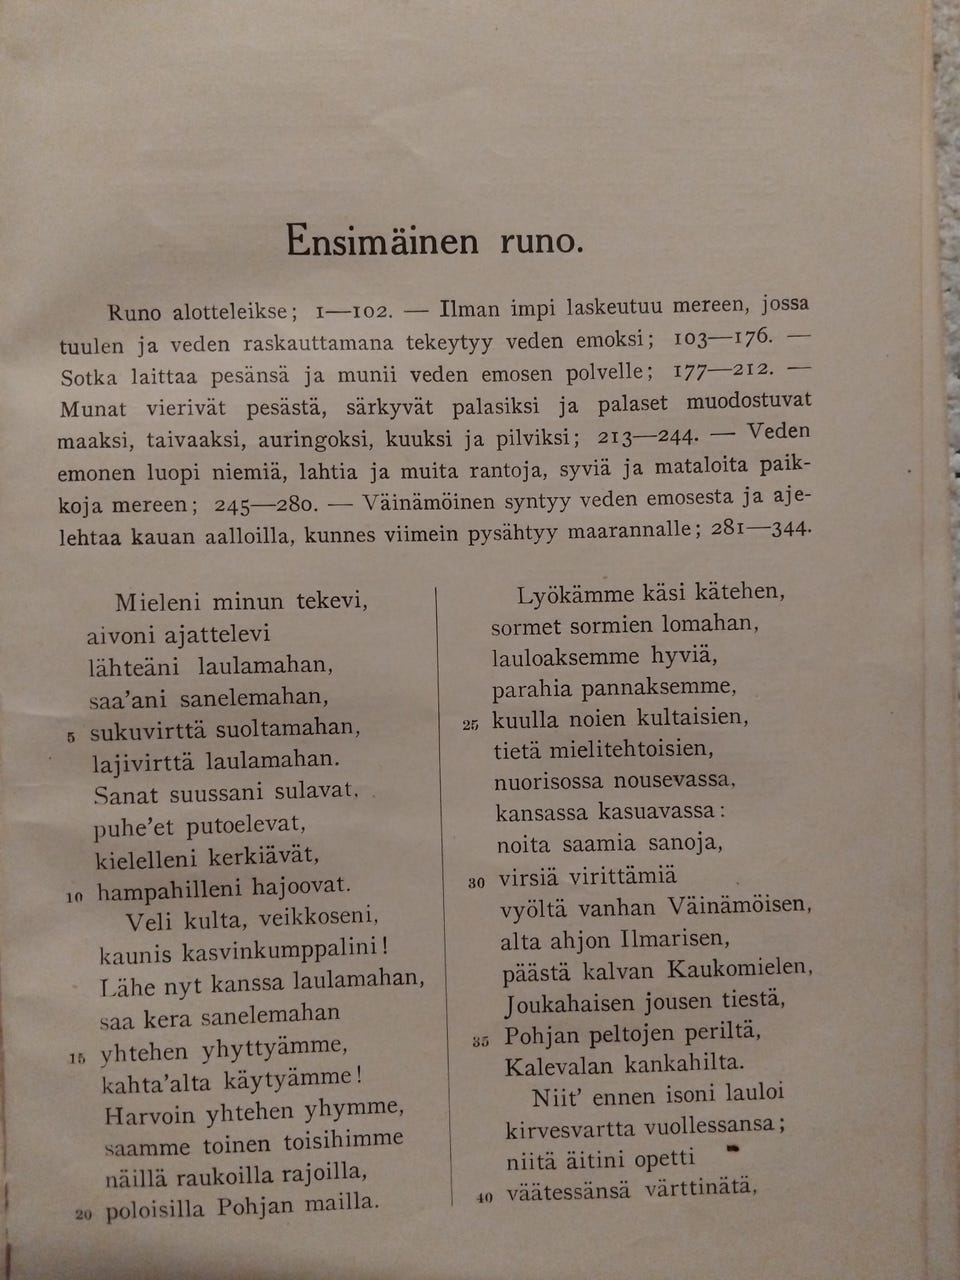 Ensimäinen runo.
Runo alotteleikse; 1—102. — Ilman impi laskeutuu mereen, jossa
tuulen ja veden raskauttamana tekeytyy veden emoksi; 103—176. —
Sotka laittaa pesänsä ja munii veden emosen polvelle; 177—212. —
Munat vierivät pesästä, särkyvät palasiksi ja palaset muodostuvat
maaksi, taivaaksi, auringoksi, kuuksi ja pilviksi; 213—244. — Veden
emonen luopi niemiä, lahtia ja muita rantoja, syviä ja mataloita paik-
koja mereen; 245—280. — Väinämöinen syntyy veden emosesta ja aje-
lehtaa kauan aalloilla, kunnes viimein pysähtyy maarannalle; 281—344.
Mieleni minun tekevi,
aivoni ajattelevi
lähteäni laulamahan,
saa'ani sanelemahan,
5 sukuvirttä suoltamahan,
lajivirttä laulamahan.
Sanat suussani sulavat,
puhe'et putoelevat,
kielelleni kerkiävät,
10 hampahilleni hajoovat.
Veli kulta, veikkoseni,
kaunis kasvinkumppalini!
Lähe nyt kanssa laulamahan,
saa kera sanelemahan
15 yhtehen yhyttyämme,
kahta'alta käytyämme!
Harvoin yhtehen yhymme,
saamme toinen toisihimme
näillä raukoilla rajoilla,
20 poloisilla Pohjan mailla.
Lyökämme käsi kätehen,
sormet sormien lomahan,
lauloaksemme hyviä,
parahia pannaksemme,
25 kuulla noien kultaisien,
tietä mielitehtoisien,
nuorisossa nousevassa,
kansassa kasuavassa:
noita saamia sanoja,
30 virsiä virittämiä
vyöltä vanhan Väinämöisen,
alta ahjon Ilmarisen,
päästä kalvan Kaukomielen,
Joukahaisen jousen tiestä,
35 Pohjan peltojen periltä,
Kalevalan kankahilta.
Niit' ennen isoni lauloi
kirvesvartta vuollessansa;
niitä äitini opetti
40 väätessänsä värttinätä,